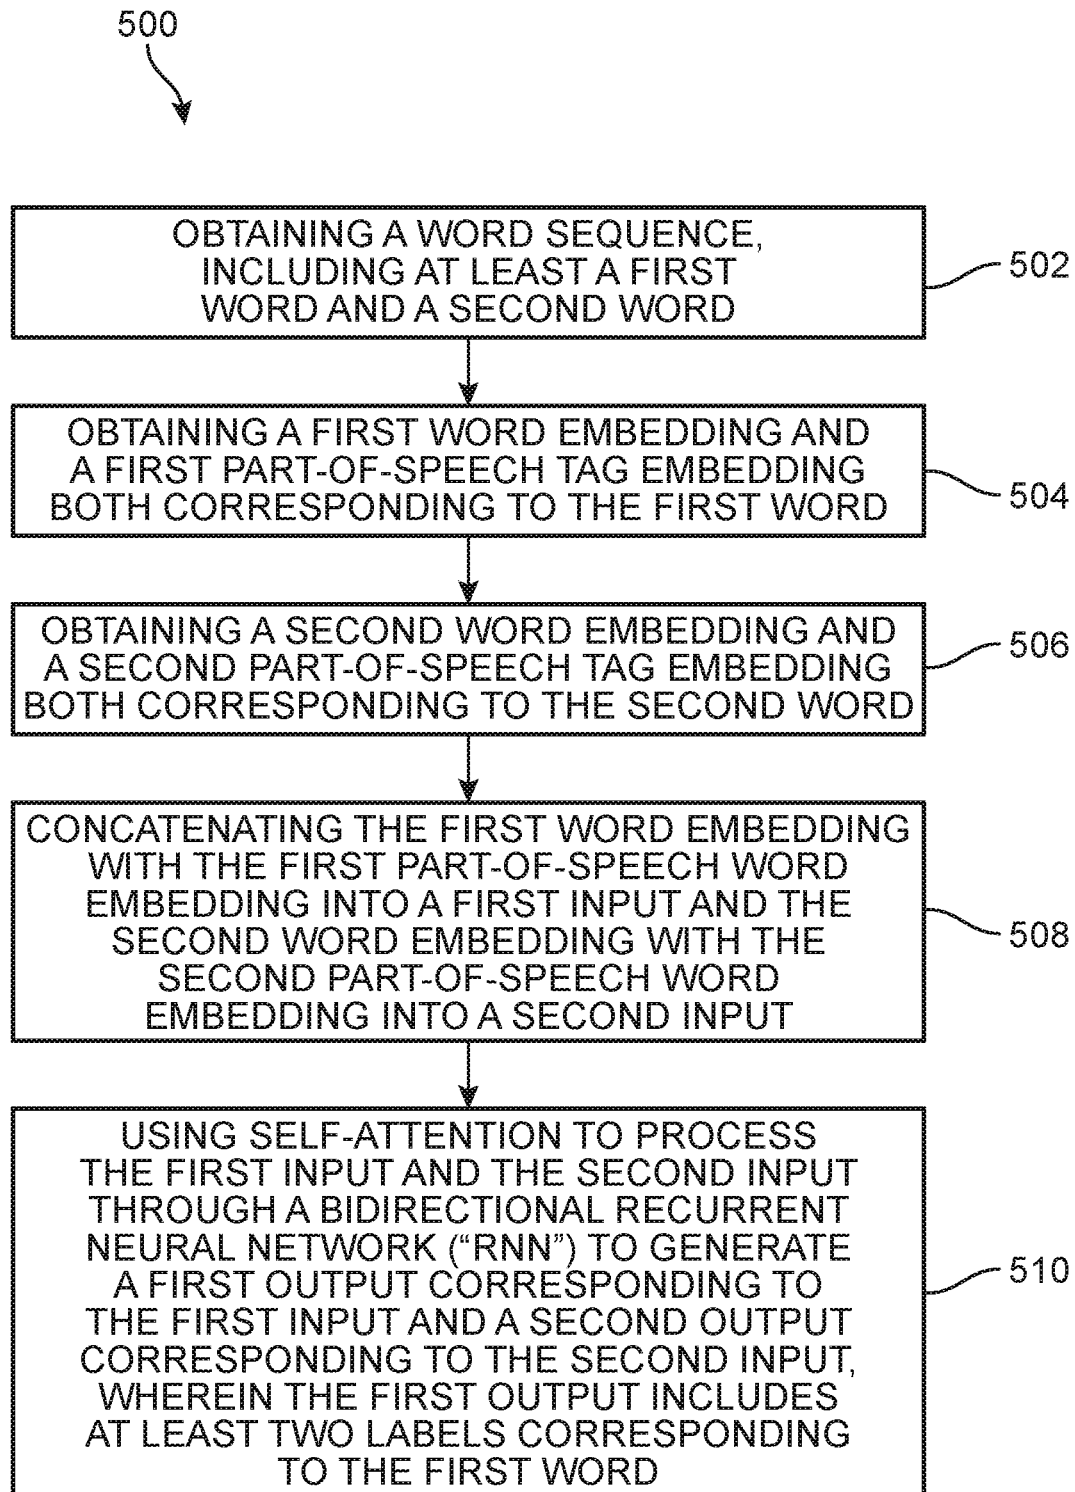 500
OBTAINING A WORD SEQUENCE,
INCLUDING AT LEAST A FIRST
WORD AND A SECOND WORD
502
OBTAINING A FIRST WORD EMBEDDING AND
A FIRST PART-OF-SPEECH TAG EMBEDDING
BOTH CORRESPONDING TO THE FIRST WORD
504
OBTAINING A SECOND WORD EMBEDDING AND
A SECOND PART-OF-SPEECH TAG EMBEDDING
BOTH CORRESPONDING TO THE SECOND WORD
506
CONCATENATING THE FIRST WORD EMBEDDING
WITH THE FIRST PART-OF-SPEECH WORD
EMBEDDING INTO A FIRST INPUT AND THE
SECOND WORD EMBEDDING WITH THE
SECOND PART-OF-SPEECH WORD
EMBEDDING INTO A SECOND INPUT
508
USING SELF-ATTENTION TO PROCESS
THE FIRST INPUT AND THE SECOND INPUT
THROUGH A BIDIRECTIONAL RECURRENT
NEURAL NETWORK (“RNN”) TO GENERATE
A FIRST OUTPUT CORRESPONDING TO
THE FIRST INPUT AND A SECOND OUTPUT
CORRESPONDING TO THE SECOND INPUT,
WHEREIN THE FIRST OUTPUT INCLUDES
AT LEAST TWO LABELS CORRESPONDING
TO THE FIRST WORD
510